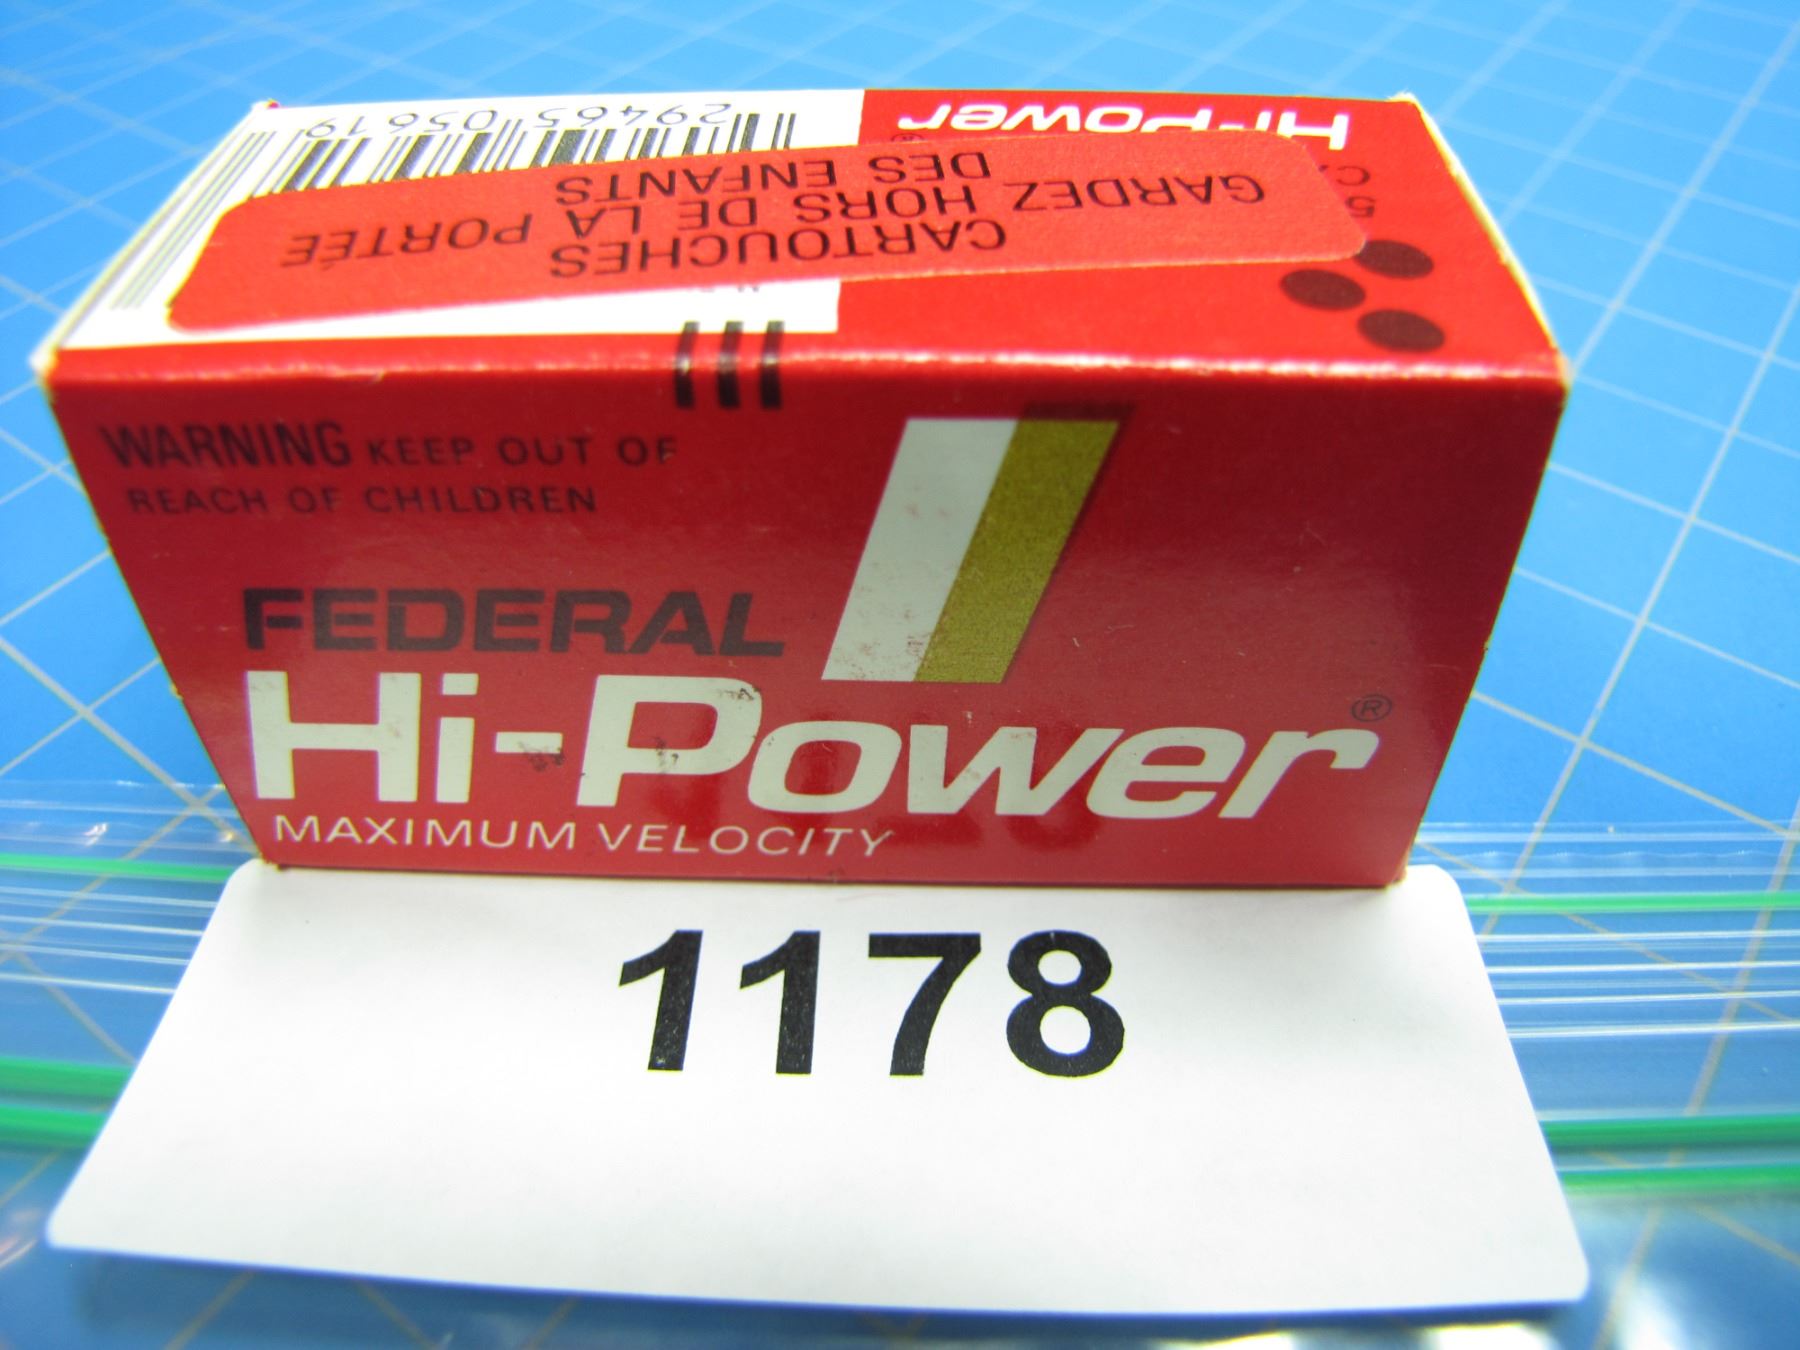 29465 05619
Hi-Power
®
CARTOUCHES
GARDEZ HORS DE LA PORTÉE
DES ENFANTS
WARNING KEEP OUT OF
REACH OF CHILDREN
FEDERAL
Hi-Power®
MAXIMUM VELOCITY
1178